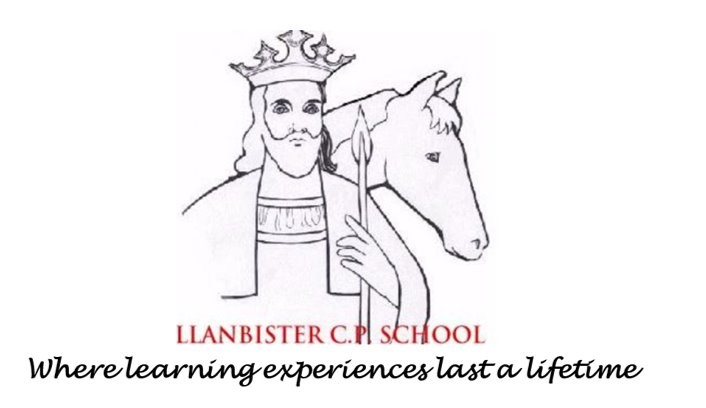 LLANBISTER C.P. SCHOOL
Where learning experiences last a lifetime